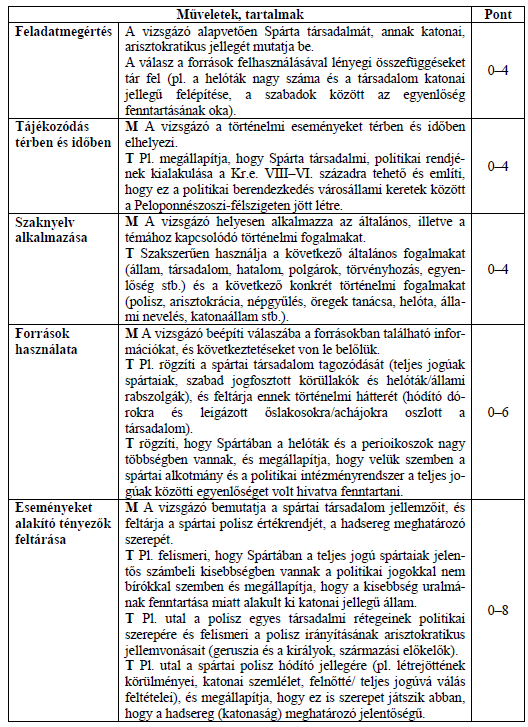 Műveletek, tartalmak
Pont
Feladatmegértés
A vizsgázó alapvetően Spárta társadalmát, annak katonai,
arisztokratikus jellegét mutatja be.
A válasz a források felhasználásával lényegi összefüggéseket
tár fel (pl. a helóták nagy száma és a társadalom katonai
jellegű felépítése, a szabadok között az egyenlőség
fenntartásának oka).
0–4
Tájékozódás
térben és időben
M A vizsgázó a történelmi eseményeket térben és időben
elhelyezi.
T Pl. megállapítja, hogy Spárta társadalmi, politikai rendjé-
nek kialakulása a Kr.e. VIII–VI. századra tehető és említi,
hogy ez a politikai berendezkedés városállami keretek között
a Peloponnészoszi-félszigeten jött létre.
0–4
Szaknyelv
alkalmazása
M A vizsgázó helyesen alkalmazza az általános, illetve a
témához kapcsolódó történelmi fogalmakat.
T Szakszerűen használja a következő általános fogalmakat
(állam, társadalom, hatalom, polgárok, törvényhozás, egyen-
lőség stb.) és a következő konkrét történelmi fogalmakat
(polisz, arisztokrácia, népgyűlés, öregek tanácsa, helóta, álla-
mi nevelés, katonaállam stb.).
0–4
Források
használata
M A vizsgázó beépíti válaszába a forrásokban található infor-
mációkat, és következtetéseket von le belőlük.
T Pl. rögzíti a spártai társadalom tagozódását (teljes jogúak
spártaiak, szabad jogfosztott körüllakók és helóták/állami
rabszolgák), és feltárja ennek történelmi hátterét (hódító dó-
rokra és leigázott őslakosokra/achájokra oszlott a
társadalom).
T rögzíti, hogy Spártában a helóták és a perioikoszok nagy
többségben vannak, és megállapítja, hogy velük szemben a
spártai alkotmány és a politikai intézményrendszer a teljes jo-
gúak közötti egyenlőséget volt hivatva fenntartani.
0–6
Eseményeket
alakító tényezők
feltárása
M A vizsgázó bemutatja a spártai társadalom jellemzőit, és
feltárja a spártai polisz értékrendjét, a hadsereg meghatározó
szerepét.
T Pl. felismeri, hogy Spártában a teljes jogú spártaiak jelen-
tős számbeli kisebbségben vannak a politikai jogokkal nem
bírókkal szemben és megállapítja, hogy a kisebbség uralmá-
nak fenntartása miatt alakult ki katonai jellegű állam.
T Pl. utal a polisz egyes társadalmi rétegeinek politikai
szerepére és felismeri a polisz irányításának arisztokratikus
jellemvonásait (geruszia és a királyok, származási előkelők).
T Pl. utal a spártai polisz hódító jellegére (pl. létrejöttének
körülményei, katonai szemlélet, felnőtté/ teljes jogúvá válás
feltételei), és megállapítja, hogy ez is szerepet játszik abban,
hogy a hadsereg (katonaság) meghatározó jelentőségű.
0–8